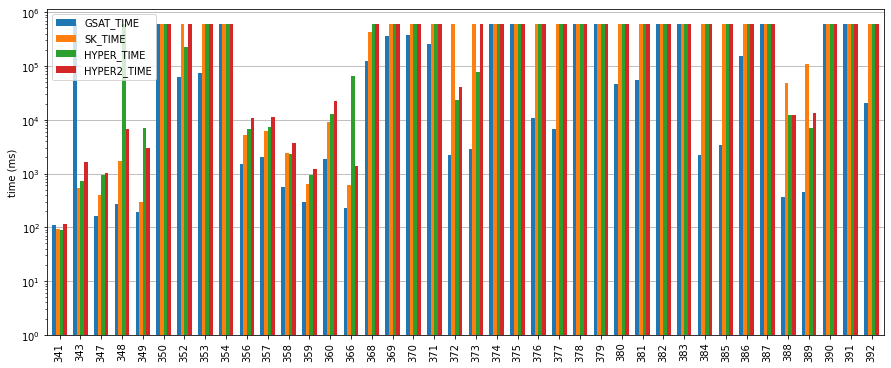 GSAT_TIME
SK_TIME
HYPER_TIME
HYPER2_TIME
time (ms)
10⁶
10⁵
10⁴
10³
10²
10¹
10⁰
341 343 347 348 349 350 352 353 354 356 357 358 359 360 366 368 369 370 371 372 373 374 375 376 377 378 379 380 381 382 383 384 385 386 387 388 389 390 391 392